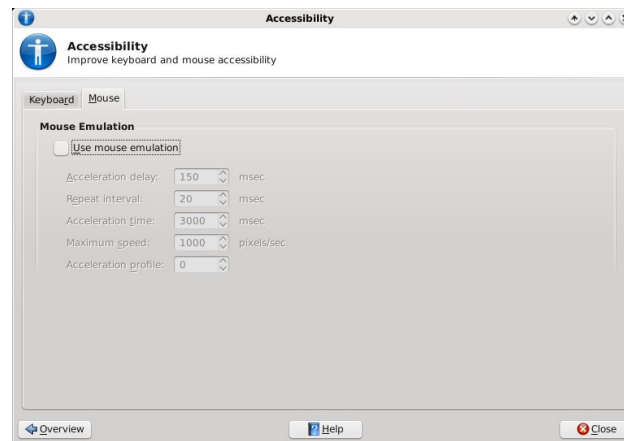 Accessibility
Accessibility
Improve keyboard and mouse accessibility
Keyboard Mouse
Mouse Emulation
Use mouse emulation
Acceleration delay: 150 msec
Repeat interval: 20 msec
Acceleration time: 3000 msec
Maximum speed: 1000 pixels/sec
Acceleration profile: 0
Overview Help Close